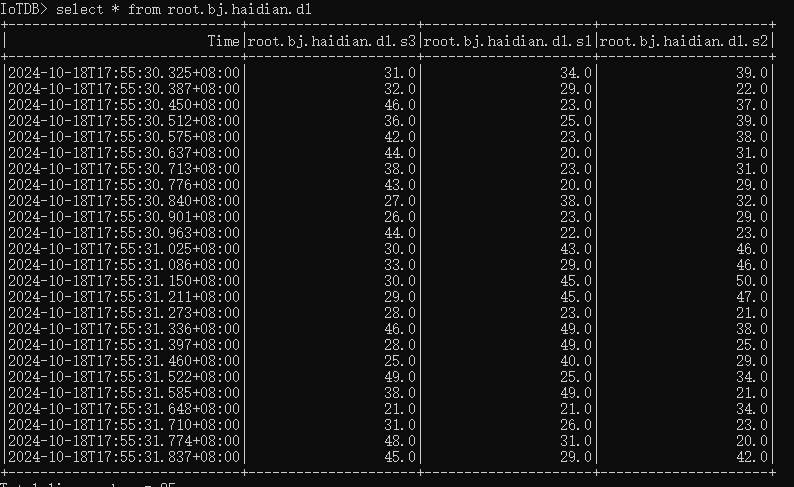 IoTDB> select * from root.bj.haidian.d1
+-----------------------------+---------------------+---------------------+---------------------+
|                         Time|root.bj.haidian.d1.s3|root.bj.haidian.d1.s1|root.bj.haidian.d1.s2|
+-----------------------------+---------------------+---------------------+---------------------+
|2024-10-18T17:55:30.325+08:00|                 31.0|                 34.0|                 39.0|
|2024-10-18T17:55:30.387+08:00|                 32.0|                 29.0|                 22.0|
|2024-10-18T17:55:30.450+08:00|                 46.0|                 23.0|                 37.0|
|2024-10-18T17:55:30.512+08:00|                 36.0|                 25.0|                 39.0|
|2024-10-18T17:55:30.575+08:00|                 42.0|                 23.0|                 38.0|
|2024-10-18T17:55:30.637+08:00|                 44.0|                 20.0|                 31.0|
|2024-10-18T17:55:30.713+08:00|                 38.0|                 23.0|                 31.0|
|2024-10-18T17:55:30.776+08:00|                 43.0|                 20.0|                 29.0|
|2024-10-18T17:55:30.840+08:00|                 27.0|                 38.0|                 32.0|
|2024-10-18T17:55:30.901+08:00|                 26.0|                 23.0|                 29.0|
|2024-10-18T17:55:30.963+08:00|                 44.0|                 22.0|                 23.0|
|2024-10-18T17:55:31.025+08:00|                 30.0|                 43.0|                 46.0|
|2024-10-18T17:55:31.086+08:00|                 33.0|                 29.0|                 46.0|
|2024-10-18T17:55:31.150+08:00|                 30.0|                 45.0|                 50.0|
|2024-10-18T17:55:31.211+08:00|                 29.0|                 45.0|                 47.0|
|2024-10-18T17:55:31.273+08:00|                 28.0|                 23.0|                 21.0|
|2024-10-18T17:55:31.336+08:00|                 46.0|                 49.0|                 38.0|
|2024-10-18T17:55:31.397+08:00|                 28.0|                 49.0|                 25.0|
|2024-10-18T17:55:31.460+08:00|                 25.0|                 40.0|                 29.0|
|2024-10-18T17:55:31.522+08:00|                 49.0|                 25.0|                 34.0|
|2024-10-18T17:55:31.585+08:00|                 38.0|                 49.0|                 21.0|
|2024-10-18T17:55:31.648+08:00|                 21.0|                 21.0|                 34.0|
|2024-10-18T17:55:31.710+08:00|                 31.0|                 26.0|                 23.0|
|2024-10-18T17:55:31.774+08:00|                 48.0|                 31.0|                 20.0|
|2024-10-18T17:55:31.837+08:00|                 45.0|                 29.0|                 42.0|
+-----------------------------+---------------------+---------------------+---------------------+